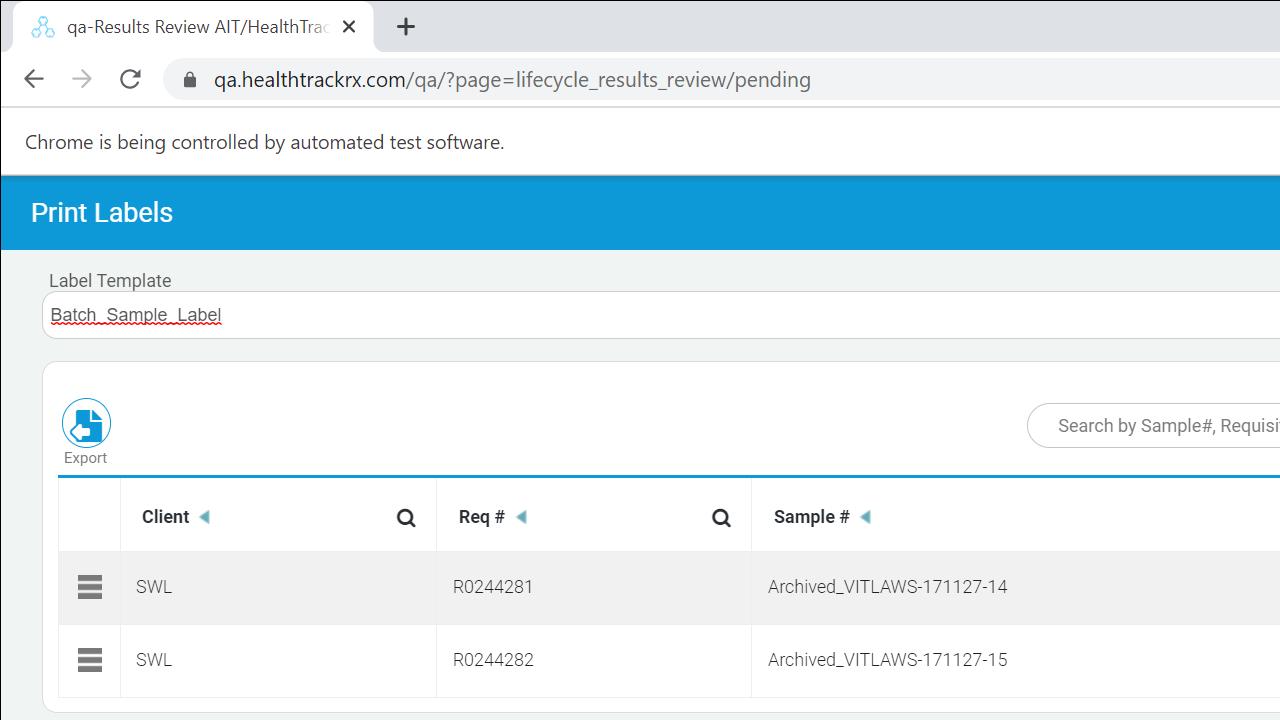 qa-Results Review AIT/HealthTrac
qa.healthtrackrx.com/qa/?page=lifecycle_results_review/pending
Chrome is being controlled by automated test software.
Print Labels
Label Template
Batch_Sample_Label
Export
Search by Sample#, Requisit
Client Req # Sample #
SWL R0244281 Archived_VITLAWS-171127-14
SWL R0244282 Archived_VITLAWS-171127-15